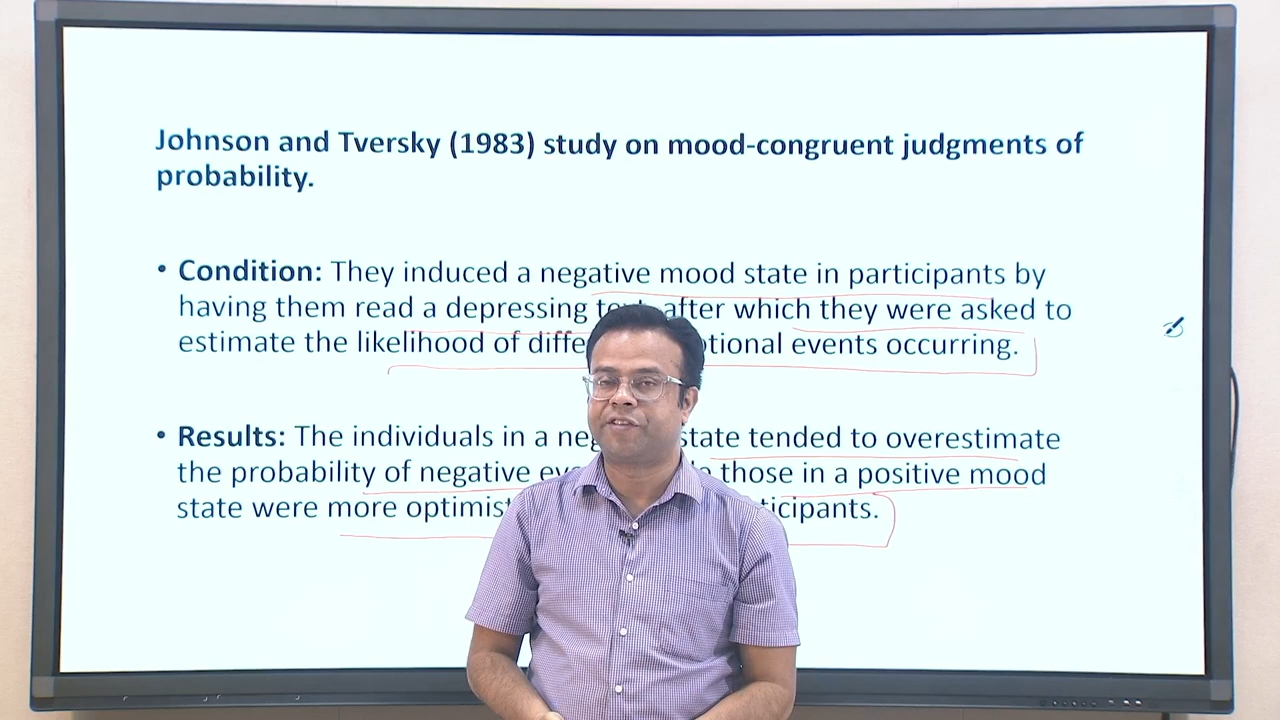 Johnson and Tversky (1983) study on mood-congruent judgments of
probability.
• Condition: They induced a negative mood state in participants by
having them read a depressing after which they were asked to
estimate the likelihood of events occurring.
• Results: The individuals in a state tended to overestimate
the probability of negative those in a positive mood
state were more